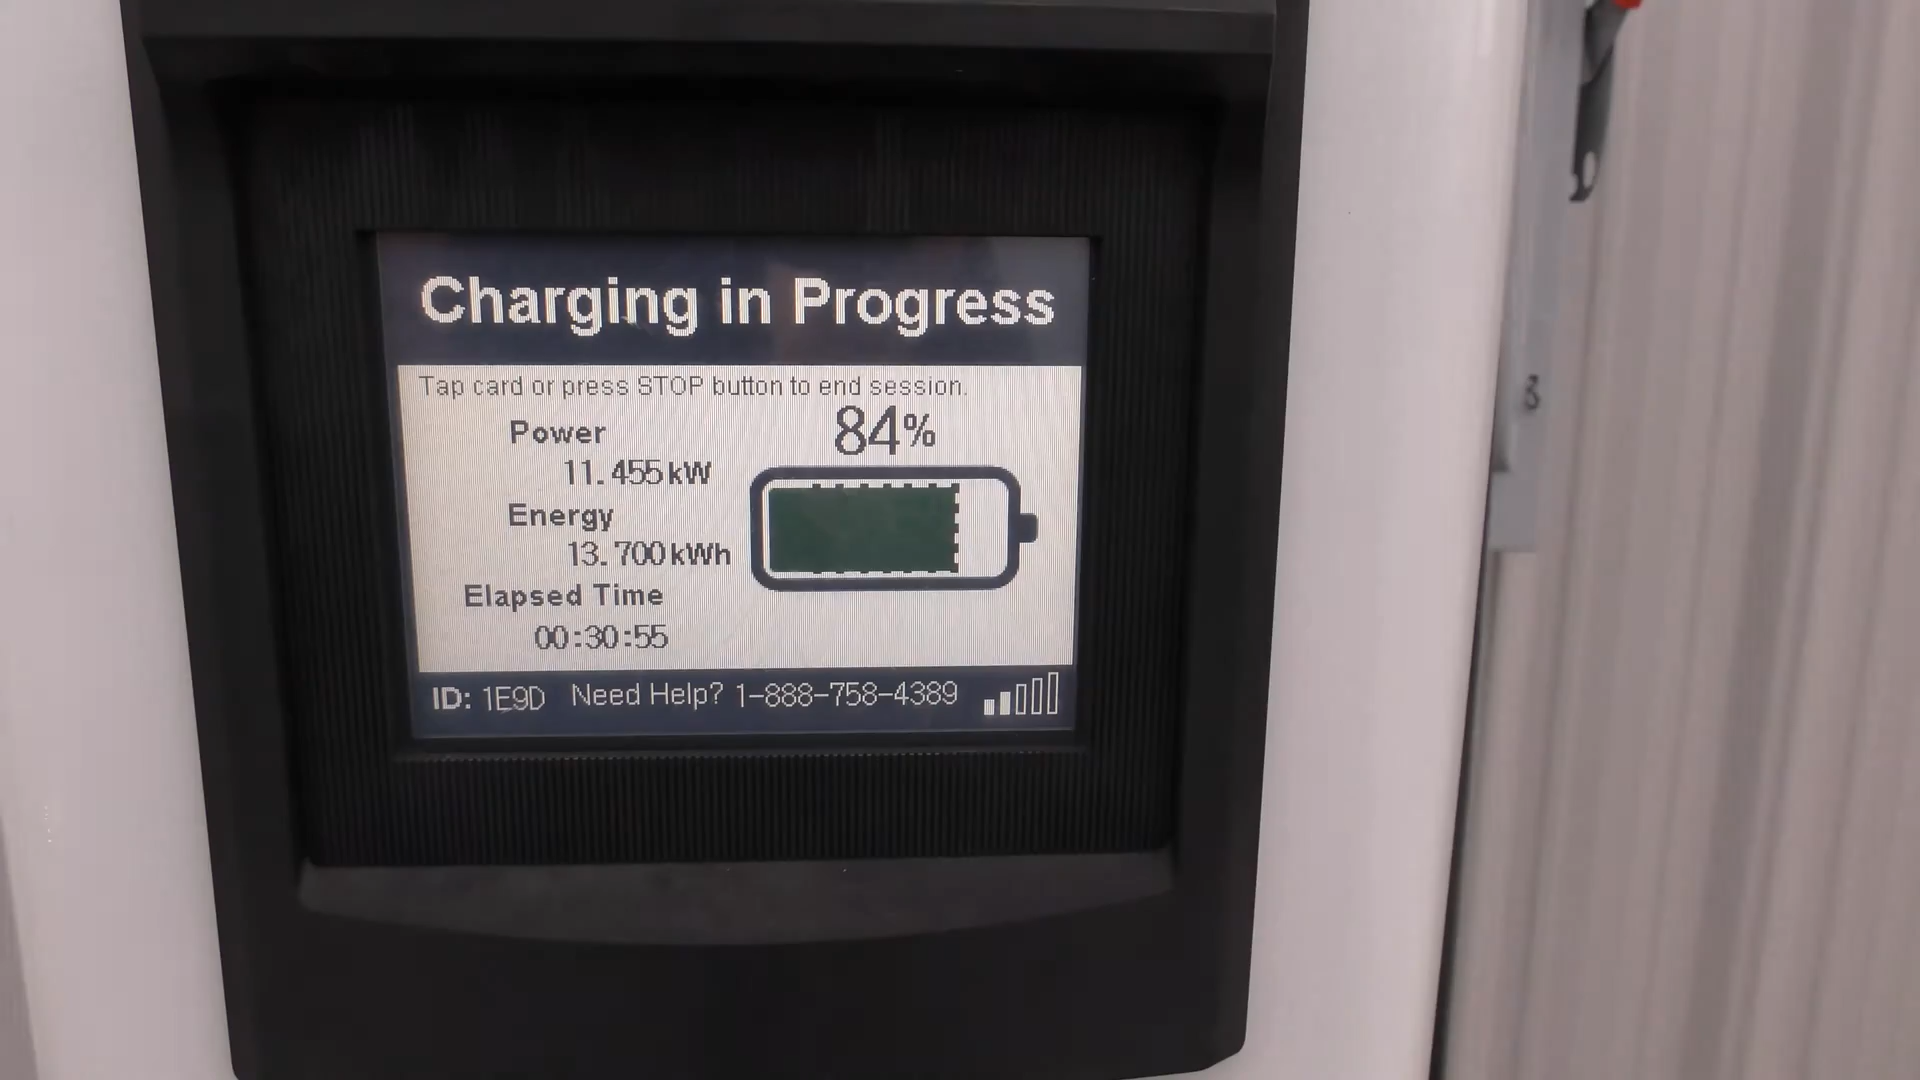 Charging in Progress
Tap card or press STOP button to end session.
84%
Power
11.455 kW
Energy
13.700 kWh
Elapsed Time
00:30:55
ID: 1E9D Need Help? 1-888-758-4389
3